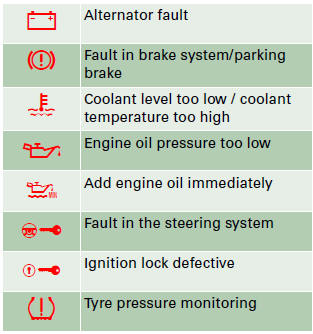 Alternator fault
Fault in brake system/parking
brake
Coolant level too low / coolant
temperature too high
Engine oil pressure too low
MIN
Add engine oil immediately
Fault in the steering system
Ignition lock defective
Tyre pressure monitoring